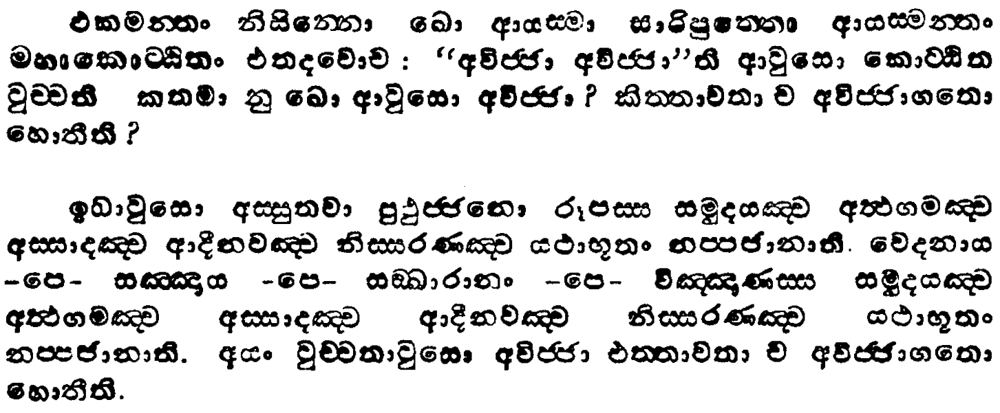 එකමන්තං නිසින්නො ඛො ආයස්මා සාරිපුත්තො ආයස්මන්තං
මහාකොට්ඨිතං එතදවොච : “අවිජ්ජා අවිජ්ජා”ති ආවුසො කොට්ඨිත
වුච්චති කතමා නු ඛො ආවුසො අවිජ්ජා? කිත්තාවතා ච අවිජ්ජාගතො
හොතීති?
ඉධාවුසො අස්සුතවා පුථුජ්ජනො රූපස්ස සමුදයඤ්ච අත්ථගමඤ්ච
අස්සාදඤ්ච ආදීනවඤ්ච නිස්සරණඤ්ච යථාභූතං නප්පජානාති. වෙදනාය
-පෙ- සඤ්ඤාය -පෙ- සඞ්ඛාරානං -පෙ- විඤ්ඤාණස්ස සමුදයඤ්ච
අත්ථගමඤ්ච අස්සාදඤ්ච ආදීනවඤ්ච නිස්සරණඤ්ච යථාභූතං
නප්පජානාති. අයං වුච්චතාවුසො අවිජ්ජා එත්තාවතා ච අවිජ්ජාගතො
හොතීති.